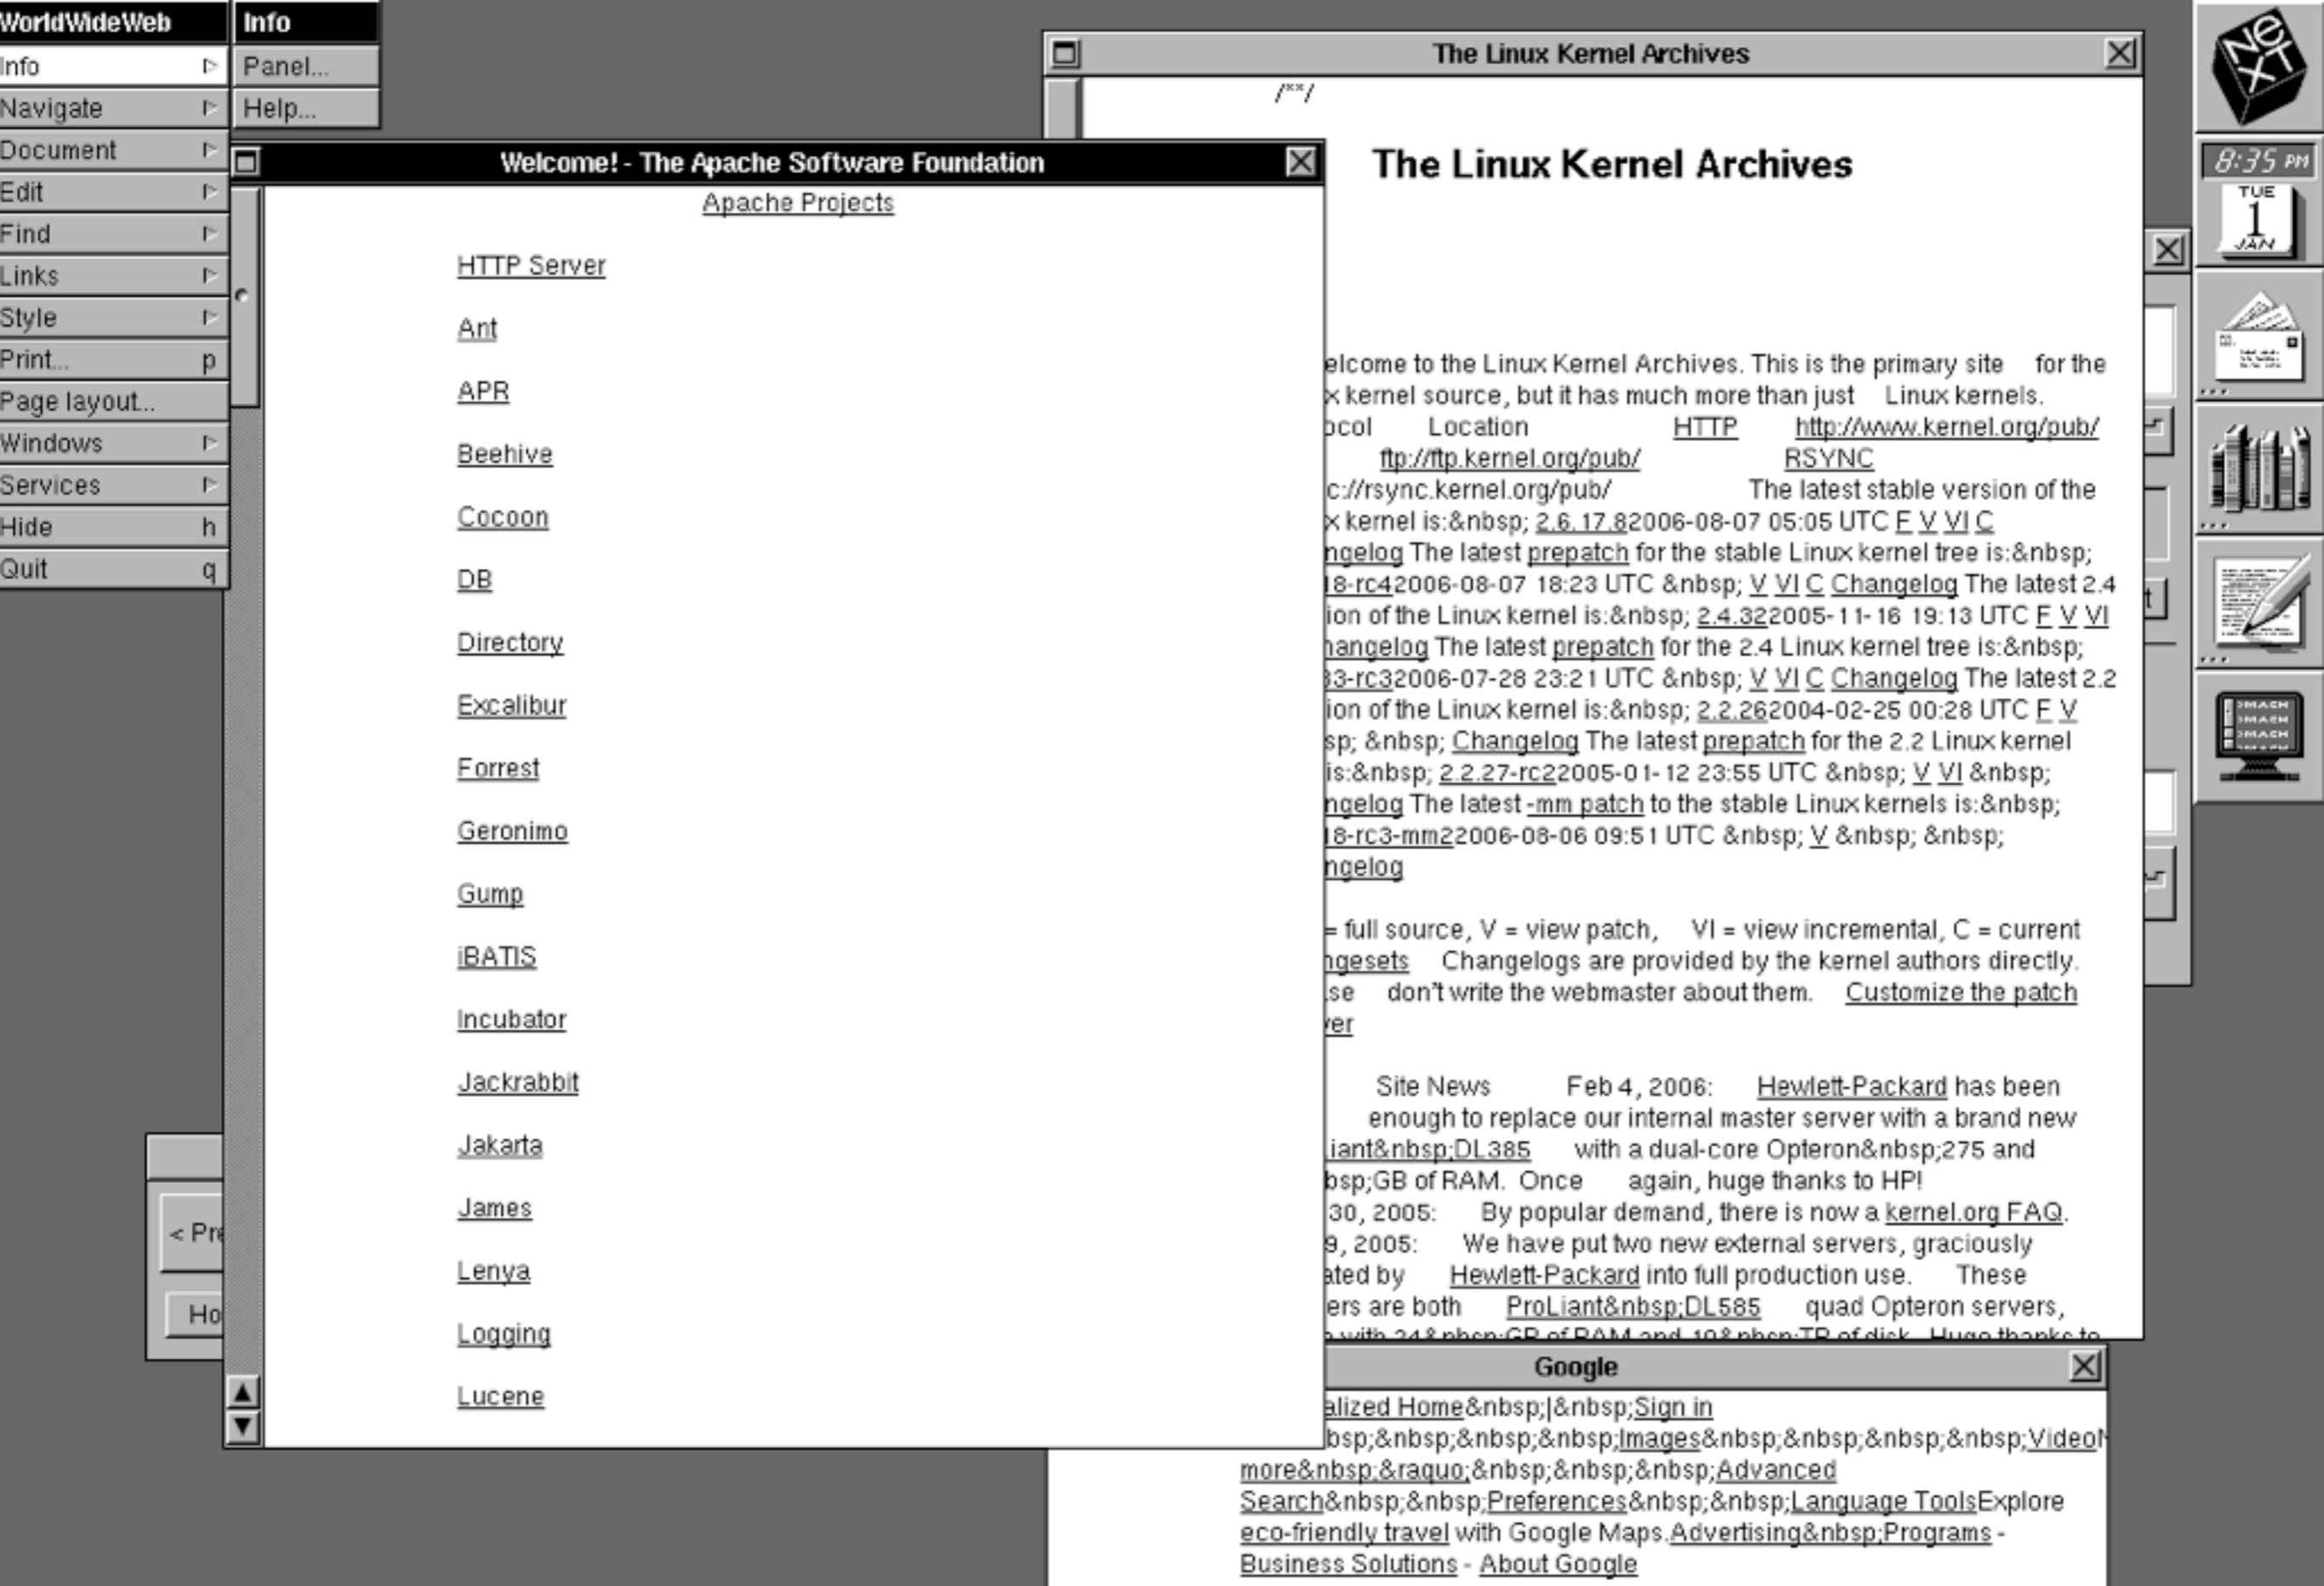 WorldWideWeb
Info
Navigate
Document
Edit
Find
Links
Style
Print... p
Page layout...
Windows
Services
Hide h
Quit q
Info
Panel...
Help...
Welcome! - The Apache Software Foundation
Apache Projects
HTTP Server
Ant
APR
Beehive
Cocoon
DB
Directory
Excalibur
Forrest
Geronimo
Gump
iBATIS
Incubator
Jackrabbit
Jakarta
James
Lenya
Logging
Lucene
The Linux Kernel Archives
/**/
The Linux Kernel Archives
elcome to the Linux Kernel Archives. This is the primary site for the
x kernel source, but it has much more than just Linux kernels.
ocol Location HTTP http://www.kernel.org/pub/
ftp://ftp.kernel.org/pub/ RSYNC
c://rsync.kernel.org/pub/ The latest stable version of the
x kernel is:&nbsp; 2.6.17.82006-08-07 05:05 UTC F V VI C
ngelog The latest prepatch for the stable Linux kernel tree is:&nbsp;
18-rc42006-08-07 18:23 UTC &nbsp; V VI C Changelog The latest 2.4
ion of the Linux kernel is:&nbsp; 2.4.322005-11-16 19:13 UTC F V VI
hangelog The latest prepatch for the 2.4 Linux kernel tree is:&nbsp;
33-rc32006-07-28 23:21 UTC &nbsp; V VI C Changelog The latest 2.2
ion of the Linux kernel is:&nbsp; 2.2.262004-02-25 00:28 UTC F V
sp; &nbsp; Changelog The latest prepatch for the 2.2 Linux kernel
is:&nbsp; 2.2.27-rc22005-01-12 23:55 UTC &nbsp; V VI &nbsp;
ngelog The latest -mm patch to the stable Linux kernels is:&nbsp;
18-rc3-mm22006-08-06 09:51 UTC &nbsp; V &nbsp; &nbsp;
ngelog
= full source, V = view patch, VI = view incremental, C = current
ngesets Changelogs are provided by the kernel authors directly.
se don't write the webmaster about them. Customize the patch
ver
Site News Feb 4, 2006: Hewlett-Packard has been
enough to replace our internal master server with a brand new
iant&nbsp;DL385 with a dual-core Opteron&nbsp;275 and
bsp;GB of RAM. Once again, huge thanks to HP!
30, 2005: By popular demand, there is now a kernel.org FAQ.
9, 2005: We have put two new external servers, graciously
ated by Hewlett-Packard into full production use. These
ers are both ProLiant&nbsp;DL585 quad Opteron servers,
with 24&nbsp;GB of RAM and 10&nbsp;TB of disk. Huge thanks to
Google
alized Home&nbsp;|&nbsp;Sign in
bsp;&nbsp;&nbsp;&nbsp;Images&nbsp;&nbsp;&nbsp;&nbsp;Video
more&nbsp;&raquo;&nbsp;&nbsp;&nbsp;Advanced
Search&nbsp;&nbsp;Preferences&nbsp;&nbsp;Language ToolsExplore
eco-friendly travel with Google Maps.Advertising&nbsp;Programs -
Business Solutions - About Google
< Pre
Ho
t
NeXT
8:35 PM
TUE
1
JAN
>MACH
>MACH
>MACH